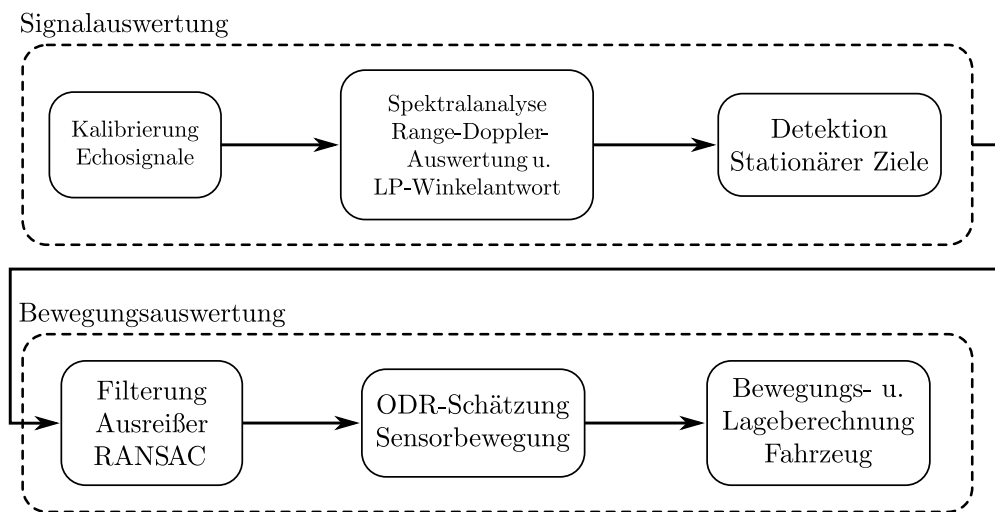 Signalauswertung
Kalibrierung
Echosignale
Spektralanalyse
Range-Doppler-
Auswertung u.
LP-Winkelantwort
Detektion
Stationärer Ziele
Bewegungsauswertung
Filterung
Ausreißer
RANSAC
ODR-Schätzung
Sensorbewegung
Bewegungs- u.
Lageberechnung
Fahrzeug